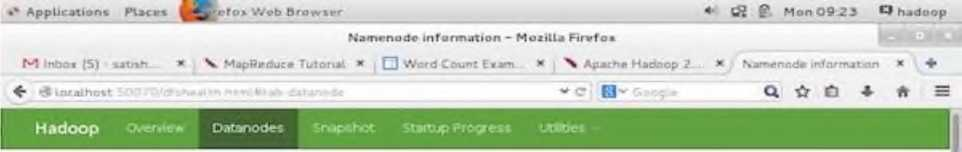 Applications Places Firefox Web Browser Mon 09:23 hadoop
Namenode information - Mozilla Firefox
Inbox (5) - satish... MapReduce Tutorial Word Count Exam... Apache Hadoop 2... Namenode information
localhost:50070/dfshealth.html#tab-datanode Google
Hadoop Overview Datanodes Snapshot Startup Progress Utilities